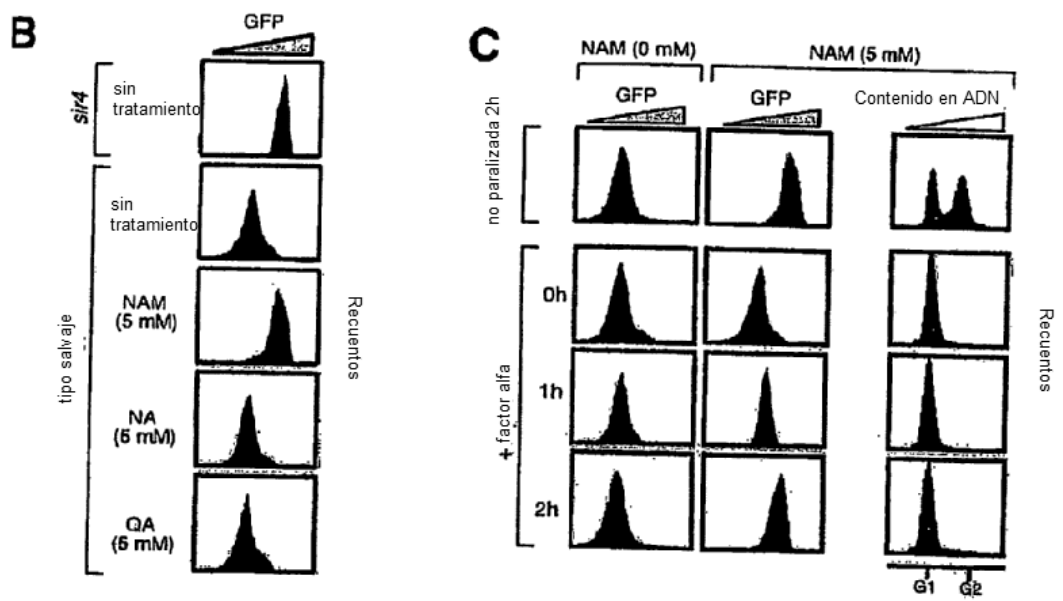 B
GFP
sir4
sin
tratamiento
tipo salvaje
sin
tratamiento
NAM
(5 mM)
NA
(5 mM)
QA
(5 mM)
Recuentos
C
NAM (0 mM)
NAM (5 mM)
GFP
GFP
Contenido en ADN
no paralizada 2h
+ factor alfa
0h
1h
2h
G1
G2
Recuentos